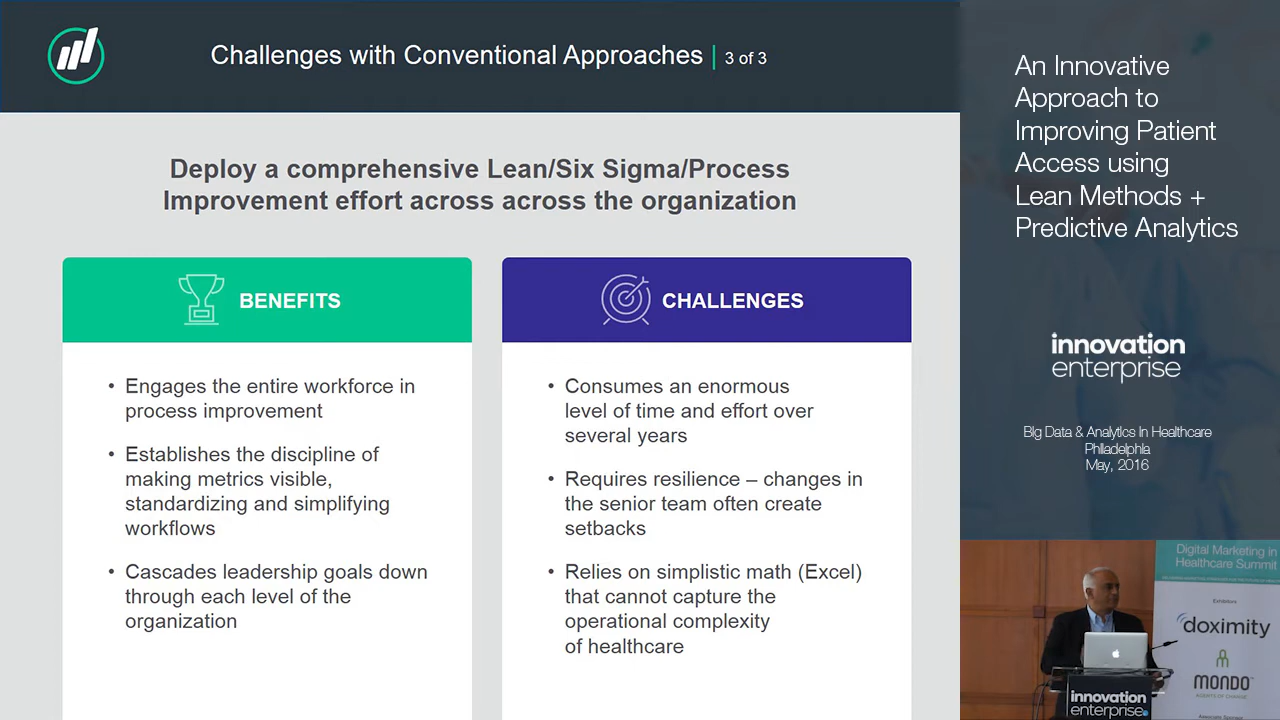 Challenges with Conventional Approaches | 3 of 3
Deploy a comprehensive Lean/Six Sigma/Process
Improvement effort across across the organization
BENEFITS
• Engages the entire workforce in
process improvement
• Establishes the discipline of
making metrics visible,
standardizing and simplifying
workflows
• Cascades leadership goals down
through each level of the
organization
CHALLENGES
• Consumes an enormous
level of time and effort over
several years
• Requires resilience – changes in
the senior team often create
setbacks
• Relies on simplistic math (Excel)
that cannot capture the
operational complexity
of healthcare
An Innovative
Approach to
Improving Patient
Access using
Lean Methods +
Predictive Analytics
innovation
enterprise
Big Data & Analytics in Healthcare
Philadelphia
May, 2016
Digital Marketing in
Healthcare Summit
Exhibitors
doximity
MONDO
AGENTS OF CHANGE
innovation
enterprise